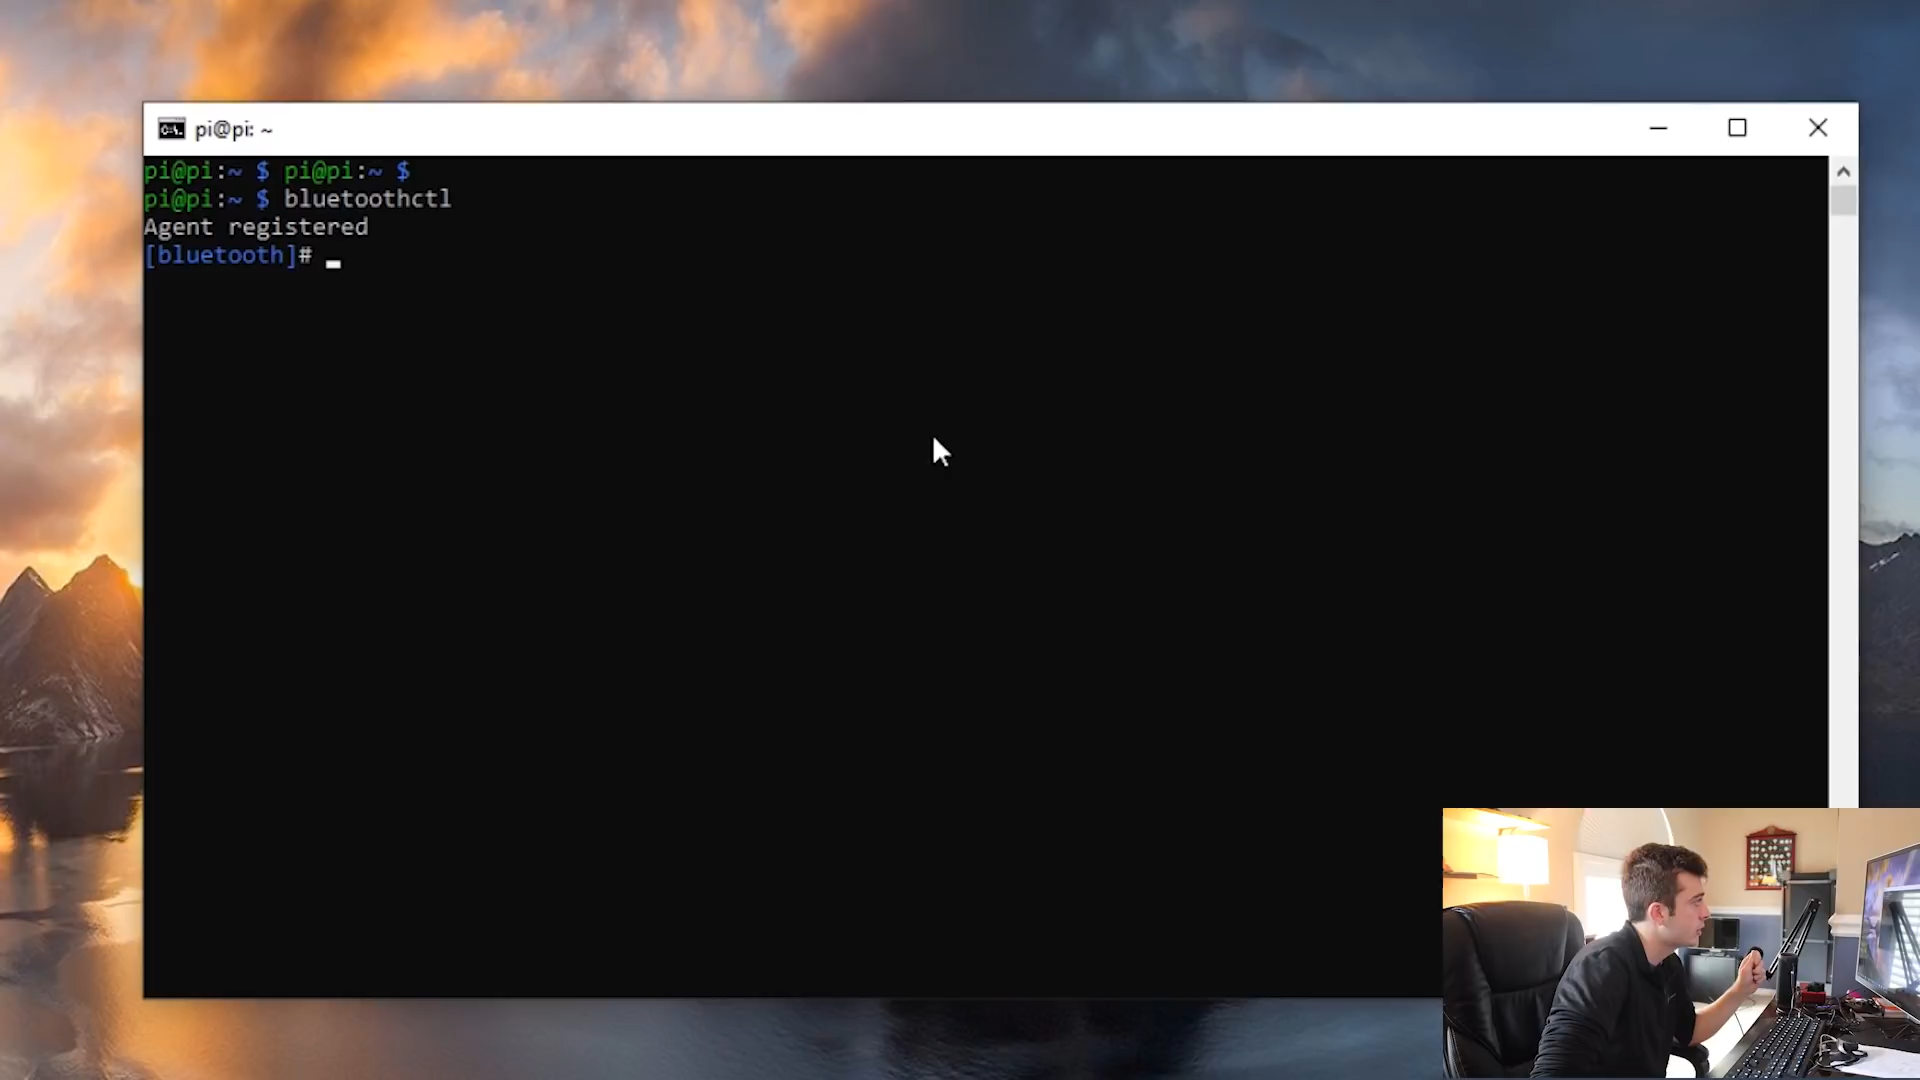 pi@pi: ~
pi@pi:~ $ pi@pi:~ $
pi@pi:~ $ bluetoothctl
Agent registered
[bluetooth]#